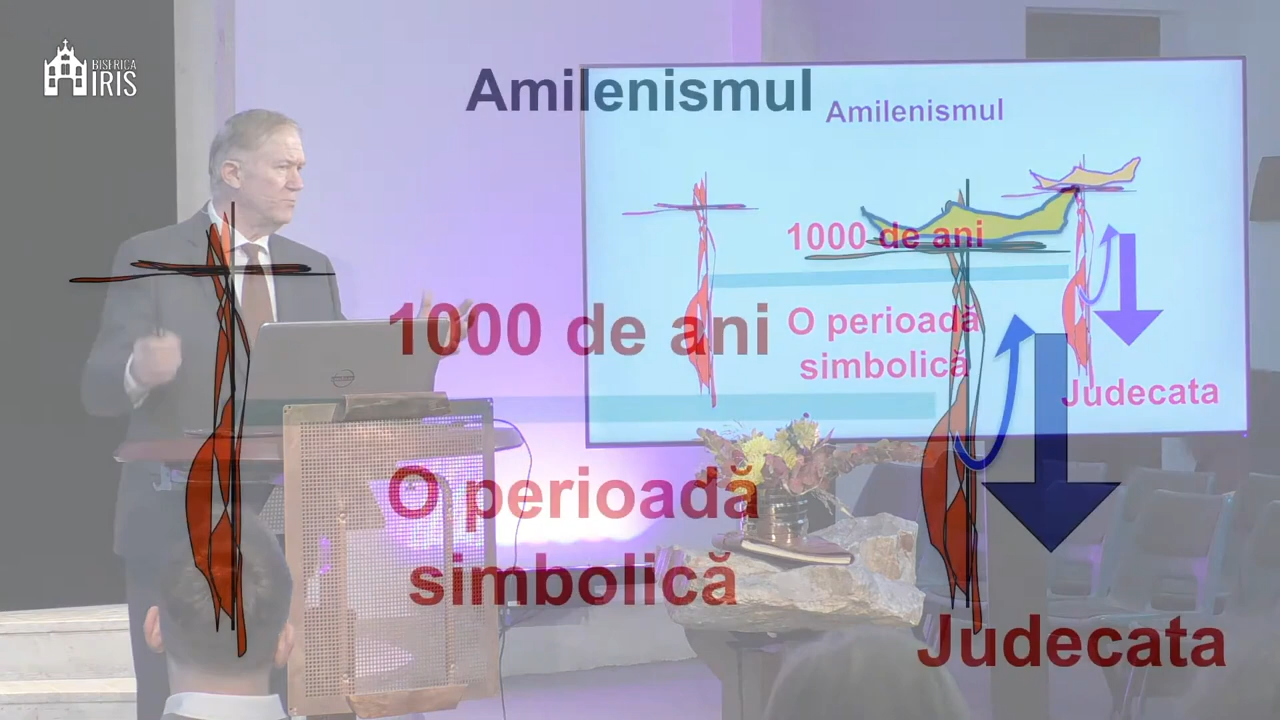 BISERICA
IRIS
Amilenismul
1000 de ani
O perioadă
simbolică
Judecata
Amilenismul
1000 de ani
O perioadă
simbolică
Judecata